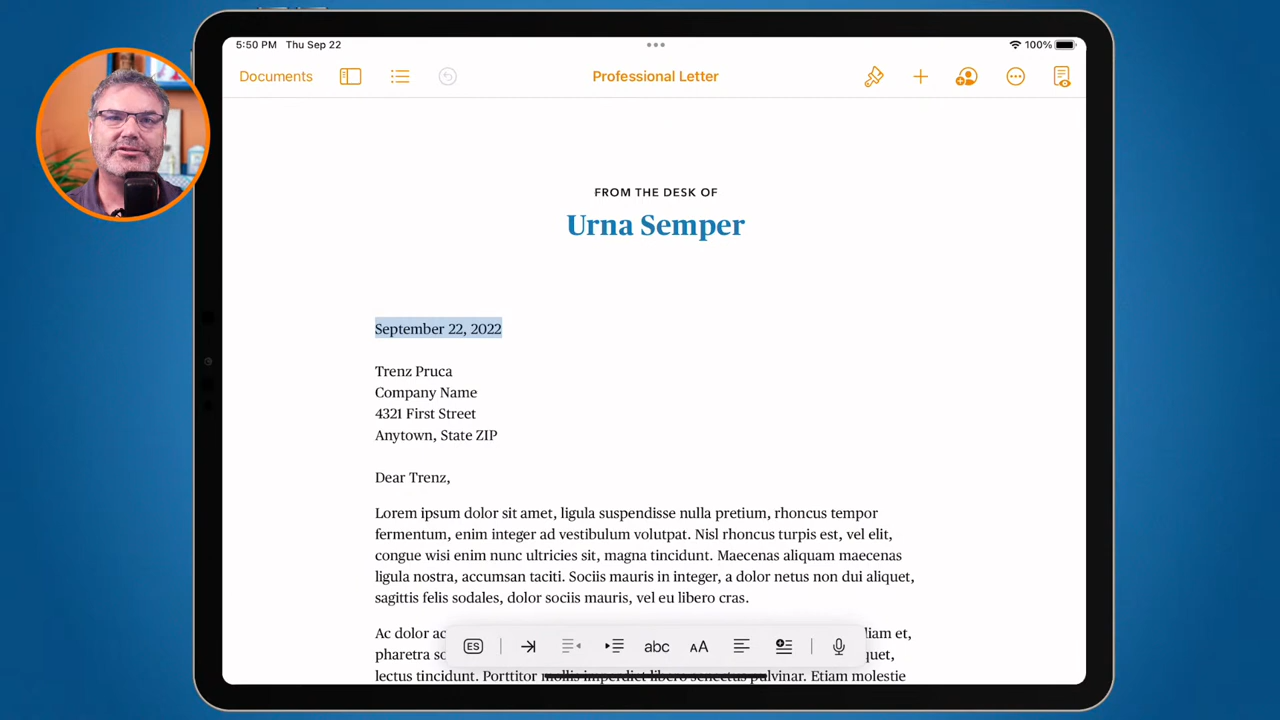 5:50 PM Thu Sep 22
100%
Documents
Professional Letter
FROM THE DESK OF
Urna Semper
September 22, 2022
Trenz Pruca
Company Name
4321 First Street
Anytown, State ZIP
Dear Trenz,
Lorem ipsum dolor sit amet, ligula suspendisse nulla pretium, rhoncus tempor
fermentum, enim integer ad vestibulum volutpat. Nisl rhoncus turpis est, vel elit,
congue wisi enim nunc ultricies sit, magna tincidunt. Maecenas aliquam maecenas
ligula nostra, accumsan taciti. Sociis mauris in integer, a dolor netus non dui aliquet,
sagittis felis sodales, dolor sociis mauris, vel eu libero cras.
Ac dolor ac
pharetra
lectus tincidunt. Porttitor mollis imperdiet libero senectus pulvinar. Etiam molestie
ES
abc
AA